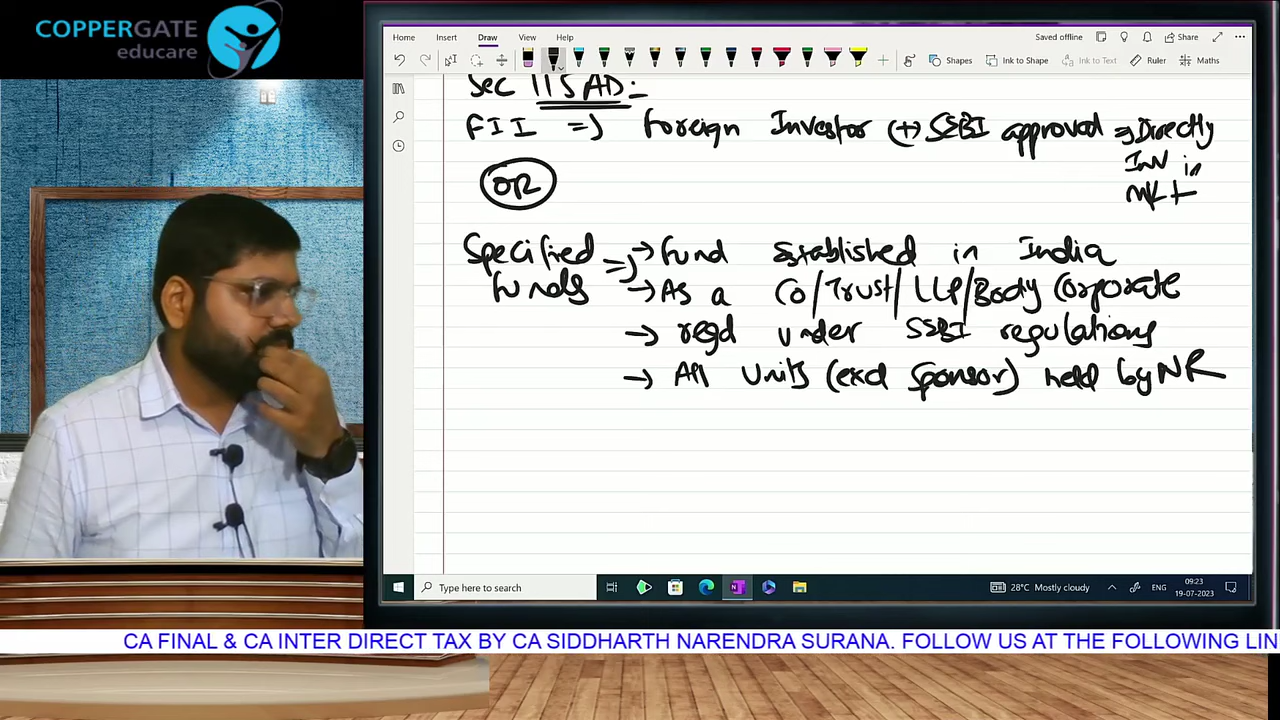 COPPERGATE
educare
Home Insert Draw View Help
Saved offline
Share
Shapes Ink to Shape Ink to Text Ruler Maths
Sec 115AD:-
FII => Foreign Investor (+) SEBI approved => Directly
Inv in
Mkt
OR
Specified => → fund established in India
funds → As a Co/Trust/LLP/Body Corporate
→ regd under SEBI regulations
→ All Units (excl sponsor) held by NR
Type here to search
28°C Mostly cloudy
ENG
09:23
19-07-2023
CA FINAL & CA INTER DIRECT TAX BY CA SIDDHARTH NARENDRA SURANA. FOLLOW US AT THE FOLLOWING LIN